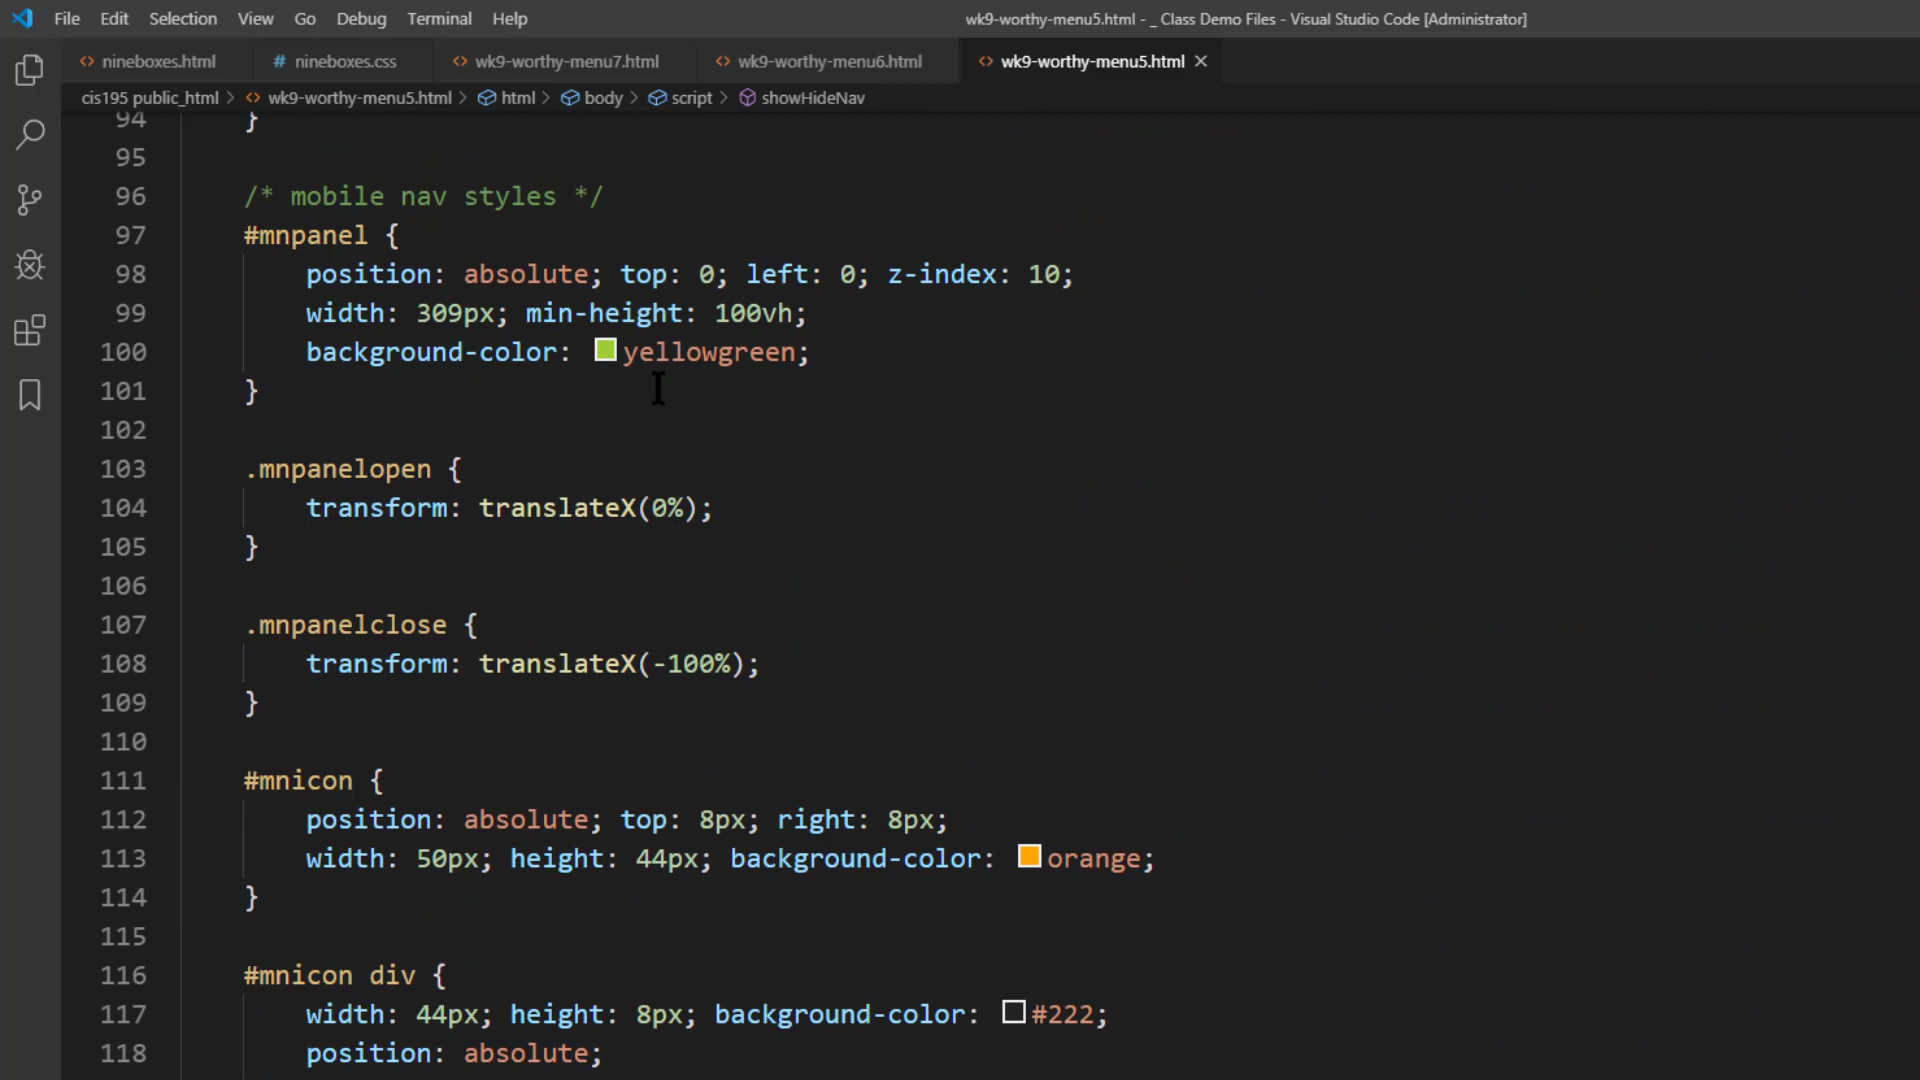 File Edit Selection View Go Debug Terminal Help wk9-worthy-menu5.html - _ Class Demo Files - Visual Studio Code [Administrator]
nineboxes.html # nineboxes.css wk9-worthy-menu7.html wk9-worthy-menu6.html wk9-worthy-menu5.html
cis195 public_html > wk9-worthy-menu5.html > html > body > script > showHideNav
94 }
95
96 /* mobile nav styles */
97 #mnpanel {
98 position: absolute; top: 0; left: 0; z-index: 10;
99 width: 309px; min-height: 100vh;
100 background-color: yellowgreen;
101 }
102
103 .mnpanelopen {
104 transform: translateX(0%);
105 }
106
107 .mnpanelclose {
108 transform: translateX(-100%);
109 }
110
111 #mnicon {
112 position: absolute; top: 8px; right: 8px;
113 width: 50px; height: 44px; background-color: orange;
114 }
115
116 #mnicon div {
117 width: 44px; height: 8px; background-color: #222;
118 position: absolute;